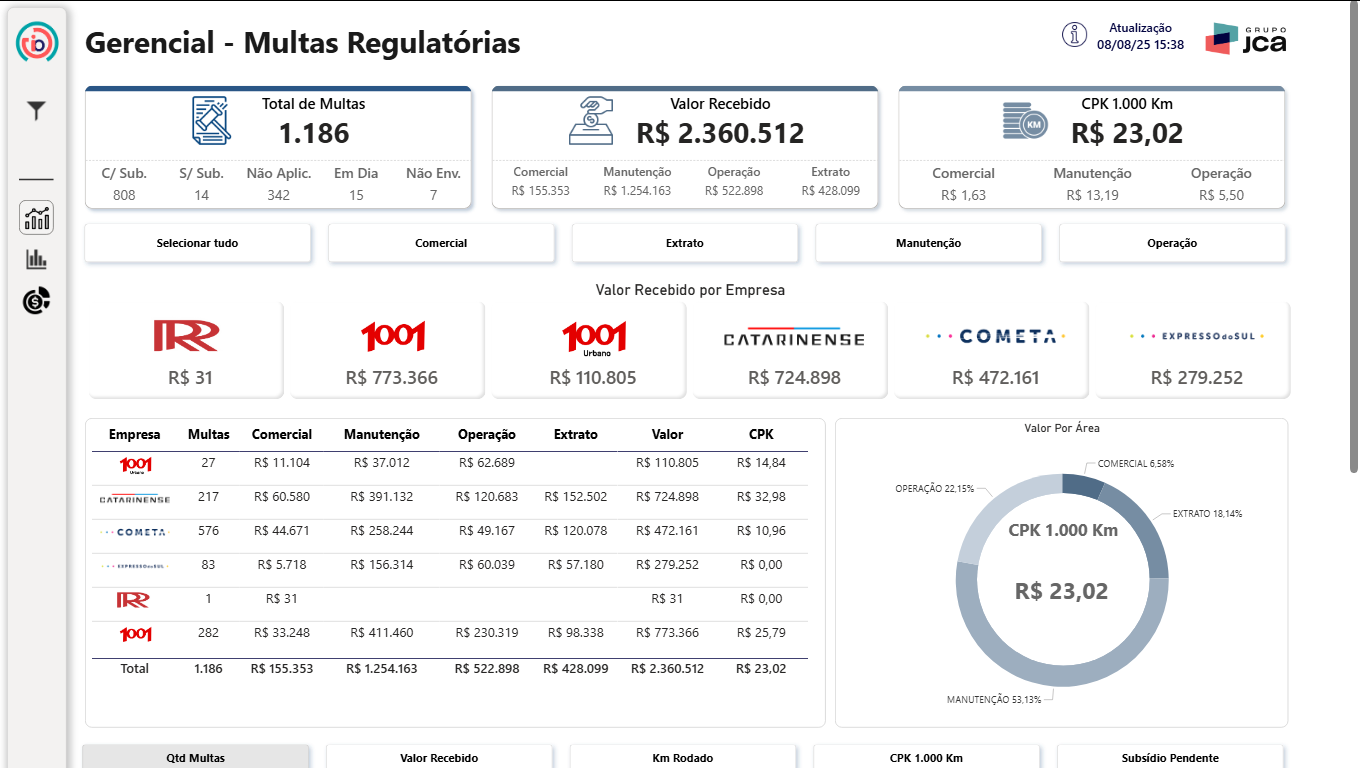 Gerencial - Multas Regulatórias
Atualização
08/08/25 15:38
GRUPO
jca
Total de Multas
1.186
C/ Sub. S/ Sub. Não Aplic. Em Dia Não Env.
808 14 342 15 7
Valor Recebido
R$ 2.360.512
Comercial Manutenção Operação Extrato
R$ 155.353 R$ 1.254.163 R$ 522.898 R$ 428.099
KM
CPK 1.000 Km
R$ 23,02
Comercial Manutenção Operação
R$ 1,63 R$ 13,19 R$ 5,50
Selecionar tudo Comercial Extrato Manutenção Operação
Valor Recebido por Empresa
RR 1001 1001 Urbano CATARINENSE COMETA EXPRESSOdoSUL
R$ 31 R$ 773.366 R$ 110.805 R$ 724.898 R$ 472.161 R$ 279.252
Empresa Multas Comercial Manutenção Operação Extrato Valor CPK
1001 Urbano 27 R$ 11.104 R$ 37.012 R$ 62.689 R$ 110.805 R$ 14,84
CATARINENSE 217 R$ 60.580 R$ 391.132 R$ 120.683 R$ 152.502 R$ 724.898 R$ 32,98
COMETA 576 R$ 44.671 R$ 258.244 R$ 49.167 R$ 120.078 R$ 472.161 R$ 10,96
EXPRESSOdoSUL 83 R$ 5.718 R$ 156.314 R$ 60.039 R$ 57.180 R$ 279.252 R$ 0,00
RR 1 R$ 31 R$ 31 R$ 0,00
1001 282 R$ 33.248 R$ 411.460 R$ 230.319 R$ 98.338 R$ 773.366 R$ 25,79
Total 1.186 R$ 155.353 R$ 1.254.163 R$ 522.898 R$ 428.099 R$ 2.360.512 R$ 23,02
Valor Por Área
COMERCIAL 6,58%
OPERAÇÃO 22,15%
EXTRATO 18,14%
CPK 1.000 Km
R$ 23,02
MANUTENÇÃO 53,13%
Qtd Multas Valor Recebido Km Rodado CPK 1.000 Km Subsídio Pendente